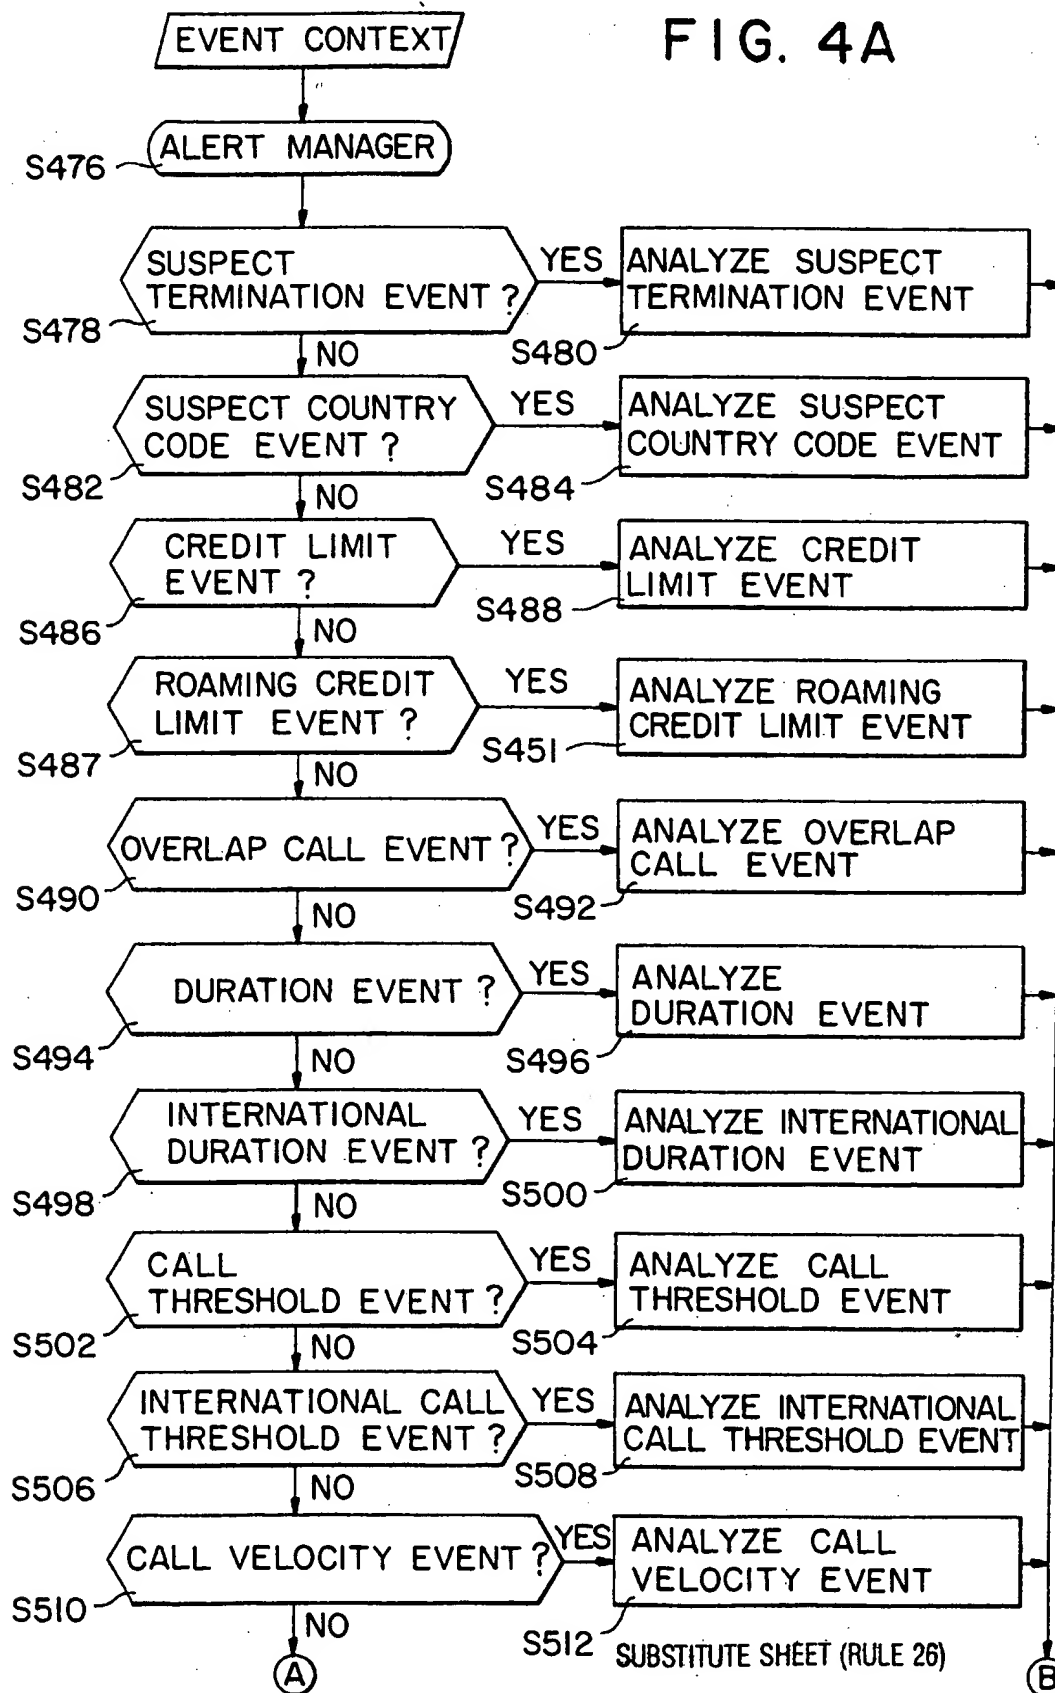 EVENT CONTEXT
FIG. 4A
ALERT MANAGER
S476
SUSPECT
TERMINATION EVENT ?
YES
ANALYZE SUSPECT
TERMINATION EVENT
S478
NO
S480
SUSPECT COUNTRY
CODE EVENT ?
YES
ANALYZE SUSPECT
COUNTRY CODE EVENT
S482
NO
S484
CREDIT LIMIT
EVENT ?
YES
ANALYZE CREDIT
LIMIT EVENT
S486
NO
S488
ROAMING CREDIT
LIMIT EVENT ?
YES
ANALYZE ROAMING
CREDIT LIMIT EVENT
S487
NO
S451
OVERLAP CALL EVENT ?
YES
ANALYZE OVERLAP
CALL EVENT
S490
NO
S492
DURATION EVENT ?
YES
ANALYZE
DURATION EVENT
S494
NO
S496
INTERNATIONAL
DURATION EVENT ?
YES
ANALYZE INTERNATIONAL
DURATION EVENT
S498
NO
S500
CALL
THRESHOLD EVENT ?
YES
ANALYZE CALL
THRESHOLD EVENT
S502
NO
S504
INTERNATIONAL CALL
THRESHOLD EVENT ?
YES
ANALYZE INTERNATIONAL
CALL THRESHOLD EVENT
S506
NO
S508
CALL VELOCITY EVENT ?
YES
ANALYZE CALL
VELOCITY EVENT
S510
NO
S512
SUBSTITUTE SHEET (RULE 26)
A
B